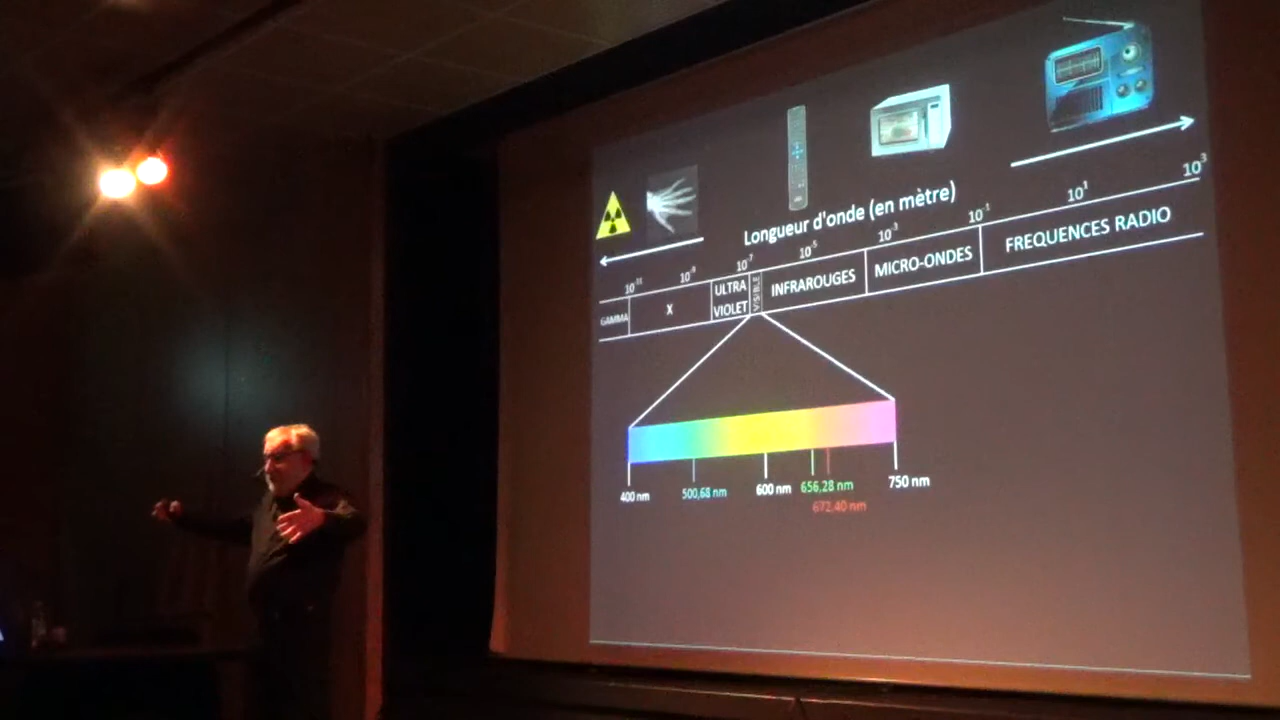 Longueur d'onde (en mètre)
10⁻¹¹ 10⁻⁹ 10⁻⁷ 10⁻⁵ 10⁻³ 10⁻¹ 10¹ 10³
GAMMA X ULTRA VIOLET VISIBLE INFRAROUGES MICRO-ONDES FREQUENCES RADIO
400 nm 500,68 nm 600 nm 656,28 nm 750 nm
672.40 nm